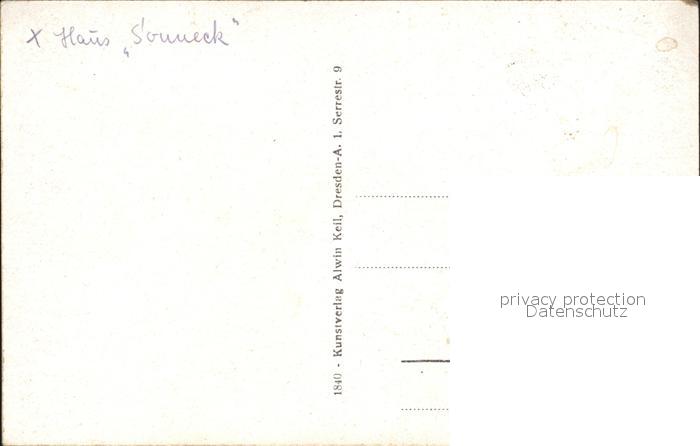 x Haus „Sonneck"
1840 - Kunstverlag Alwin Keil, Dresden-A. 1, Serrestr. 9
privacy protection
Datenschutz